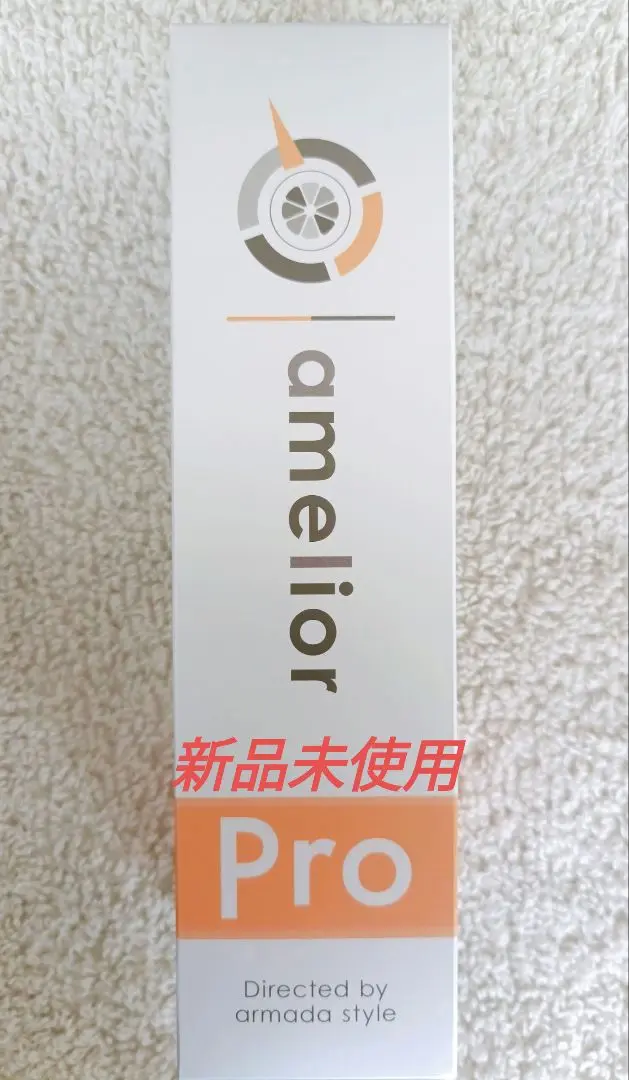 amelior
新品未使用
Pro
Directed by
armada style